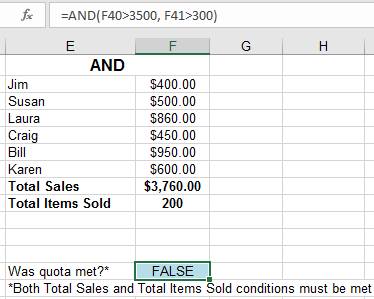 fx =AND(F40>3500, F41>300)
E F G H
AND
Jim $400.00
Susan $500.00
Laura $860.00
Craig $450.00
Bill $950.00
Karen $600.00
Total Sales $3,760.00
Total Items Sold 200
Was quota met?* FALSE
*Both Total Sales and Total Items Sold conditions must be met